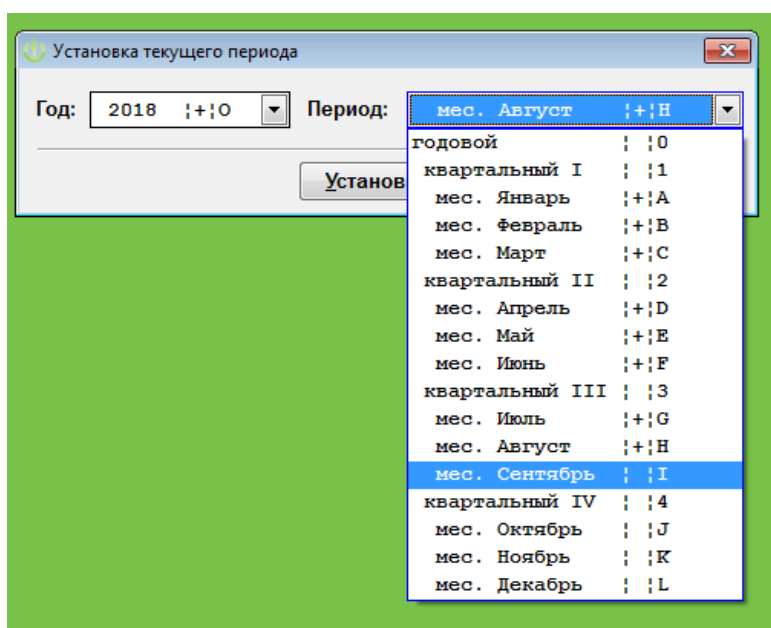 Установка текущего периода
Год: 2018 ¦+¦O Период: мес. Август ¦+¦H
годовой ¦ ¦0
квартальный I ¦ ¦1
мес. Январь ¦+¦A
мес. Февраль ¦+¦B
мес. Март ¦+¦C
квартальный II ¦ ¦2
мес. Апрель ¦+¦D
мес. Май ¦+¦E
мес. Июнь ¦+¦F
квартальный III ¦ ¦3
мес. Июль ¦+¦G
мес. Август ¦+¦H
мес. Сентябрь ¦ ¦I
квартальный IV ¦ ¦4
мес. Октябрь ¦ ¦J
мес. Ноябрь ¦ ¦K
мес. Декабрь ¦ ¦L
Установ